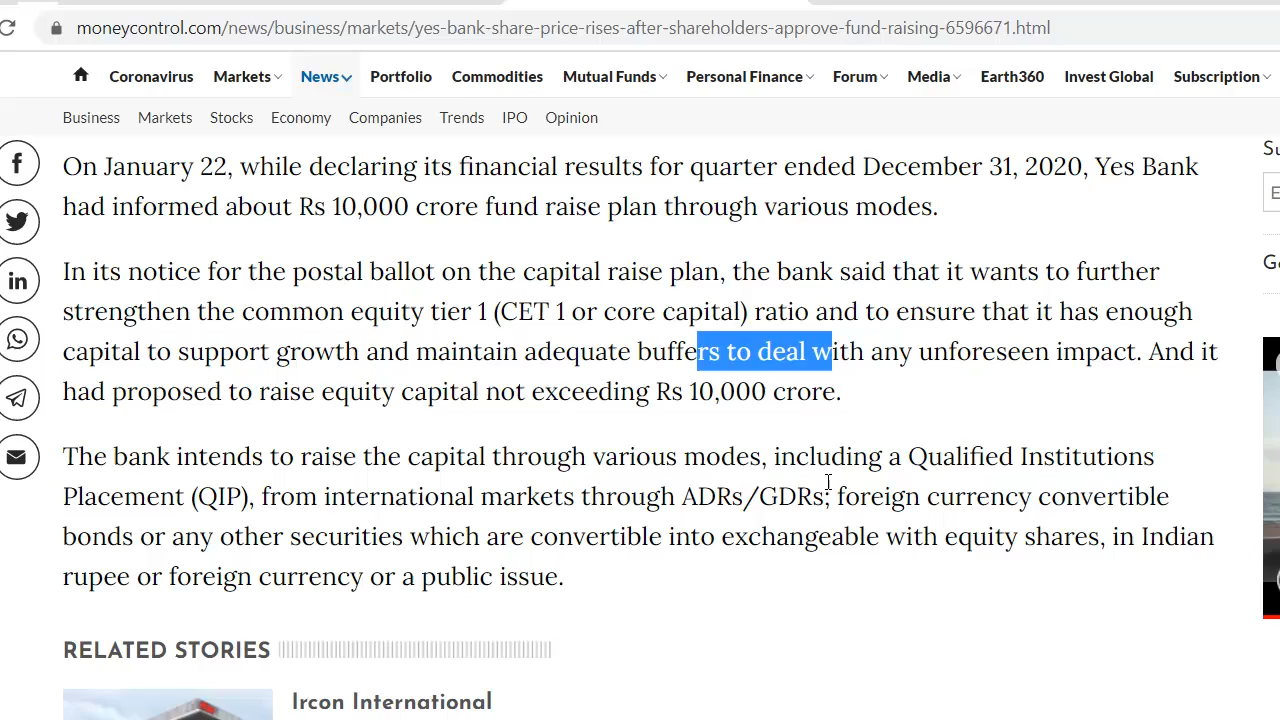 moneycontrol.com/news/business/markets/yes-bank-share-price-rises-after-shareholders-approve-fund-raising-6596671.html
Coronavirus Markets News Portfolio Commodities Mutual Funds Personal Finance Forum Media Earth360 Invest Global Subscription
Business Markets Stocks Economy Companies Trends IPO Opinion
On January 22, while declaring its financial results for quarter ended December 31, 2020, Yes Bank
had informed about Rs 10,000 crore fund raise plan through various modes.
In its notice for the postal ballot on the capital raise plan, the bank said that it wants to further
strengthen the common equity tier 1 (CET 1 or core capital) ratio and to ensure that it has enough
capital to support growth and maintain adequate buffers to deal with any unforeseen impact. And it
had proposed to raise equity capital not exceeding Rs 10,000 crore.
The bank intends to raise the capital through various modes, including a Qualified Institutions
Placement (QIP), from international markets through ADRs/GDRs; foreign currency convertible
bonds or any other securities which are convertible into exchangeable with equity shares, in Indian
rupee or foreign currency or a public issue.
RELATED STORIES
Ircon International